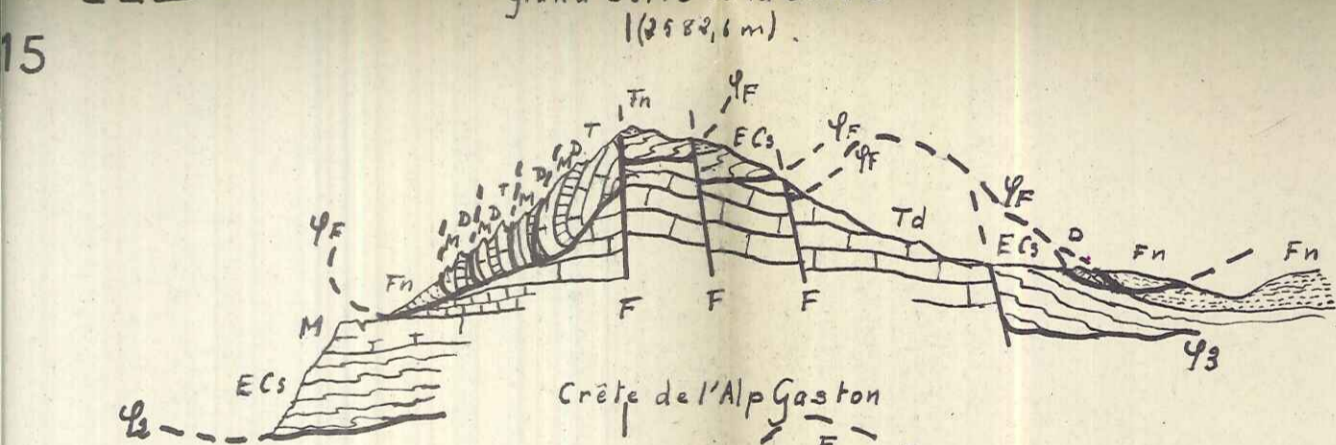 (2582,6 m).
15
Fn φF
T ECs φF
M D φF
M D T M D φF
φF M D M D Td
Fn ECs D Fn Fn
M F F F
T T
ECs φ3
Crête de l'Alp Gaston
φ2
F